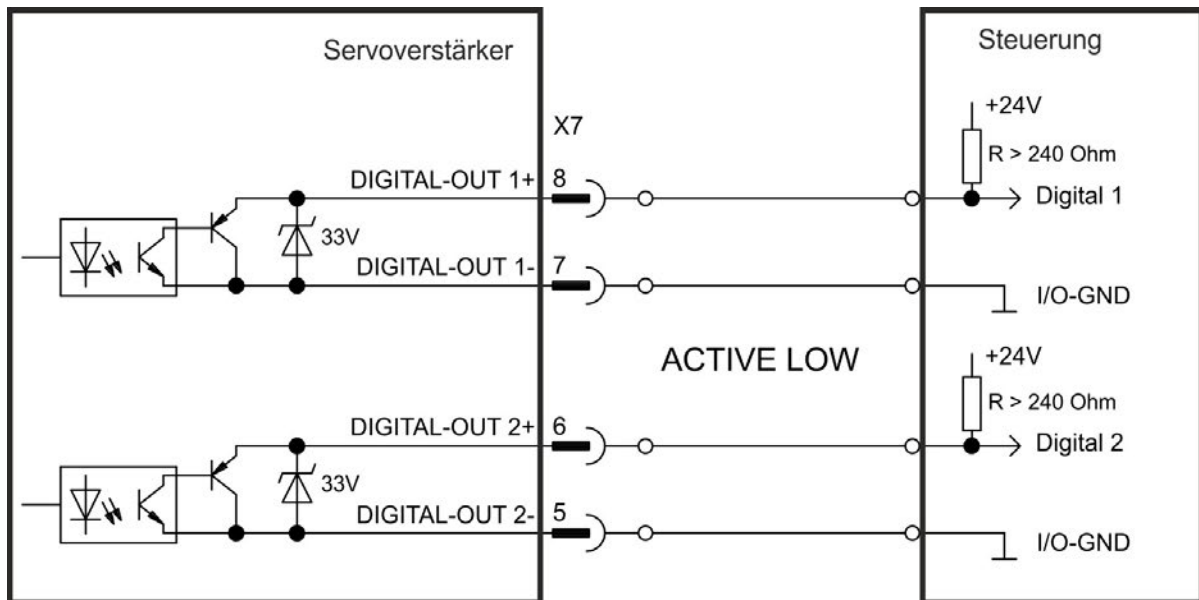 Servoverstärker
Steuerung
X7
+24V
R > 240 Ohm
DIGITAL-OUT 1+
8
Digital 1
33V
DIGITAL-OUT 1-
7
I/O-GND
ACTIVE LOW
+24V
R > 240 Ohm
DIGITAL-OUT 2+
6
Digital 2
33V
DIGITAL-OUT 2-
5
I/O-GND